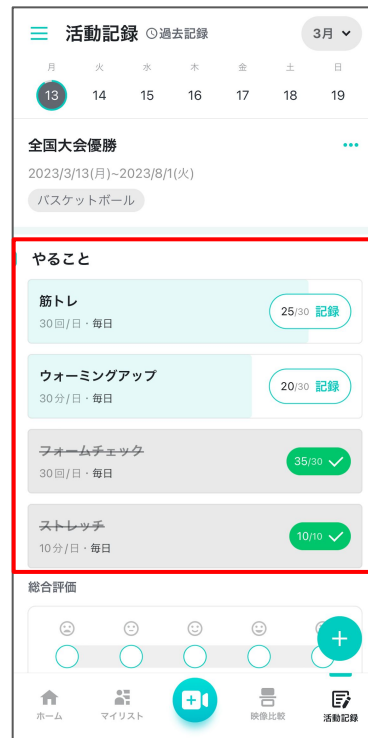 活動記録 過去記録 3月
月 火 水 木 金 土 日
13 14 15 16 17 18 19
全国大会優勝
2023/3/13(月)~2023/8/1(火)
バスケットボール
やること
筋トレ
30回/日・毎日
25/30 記録
ウォーミングアップ
30分/日・毎日
20/30 記録
フォームチェック
30回/日・毎日
35/30
ストレッチ
10分/日・毎日
10/10
総合評価
ホーム マイリスト 映像比較 活動記録